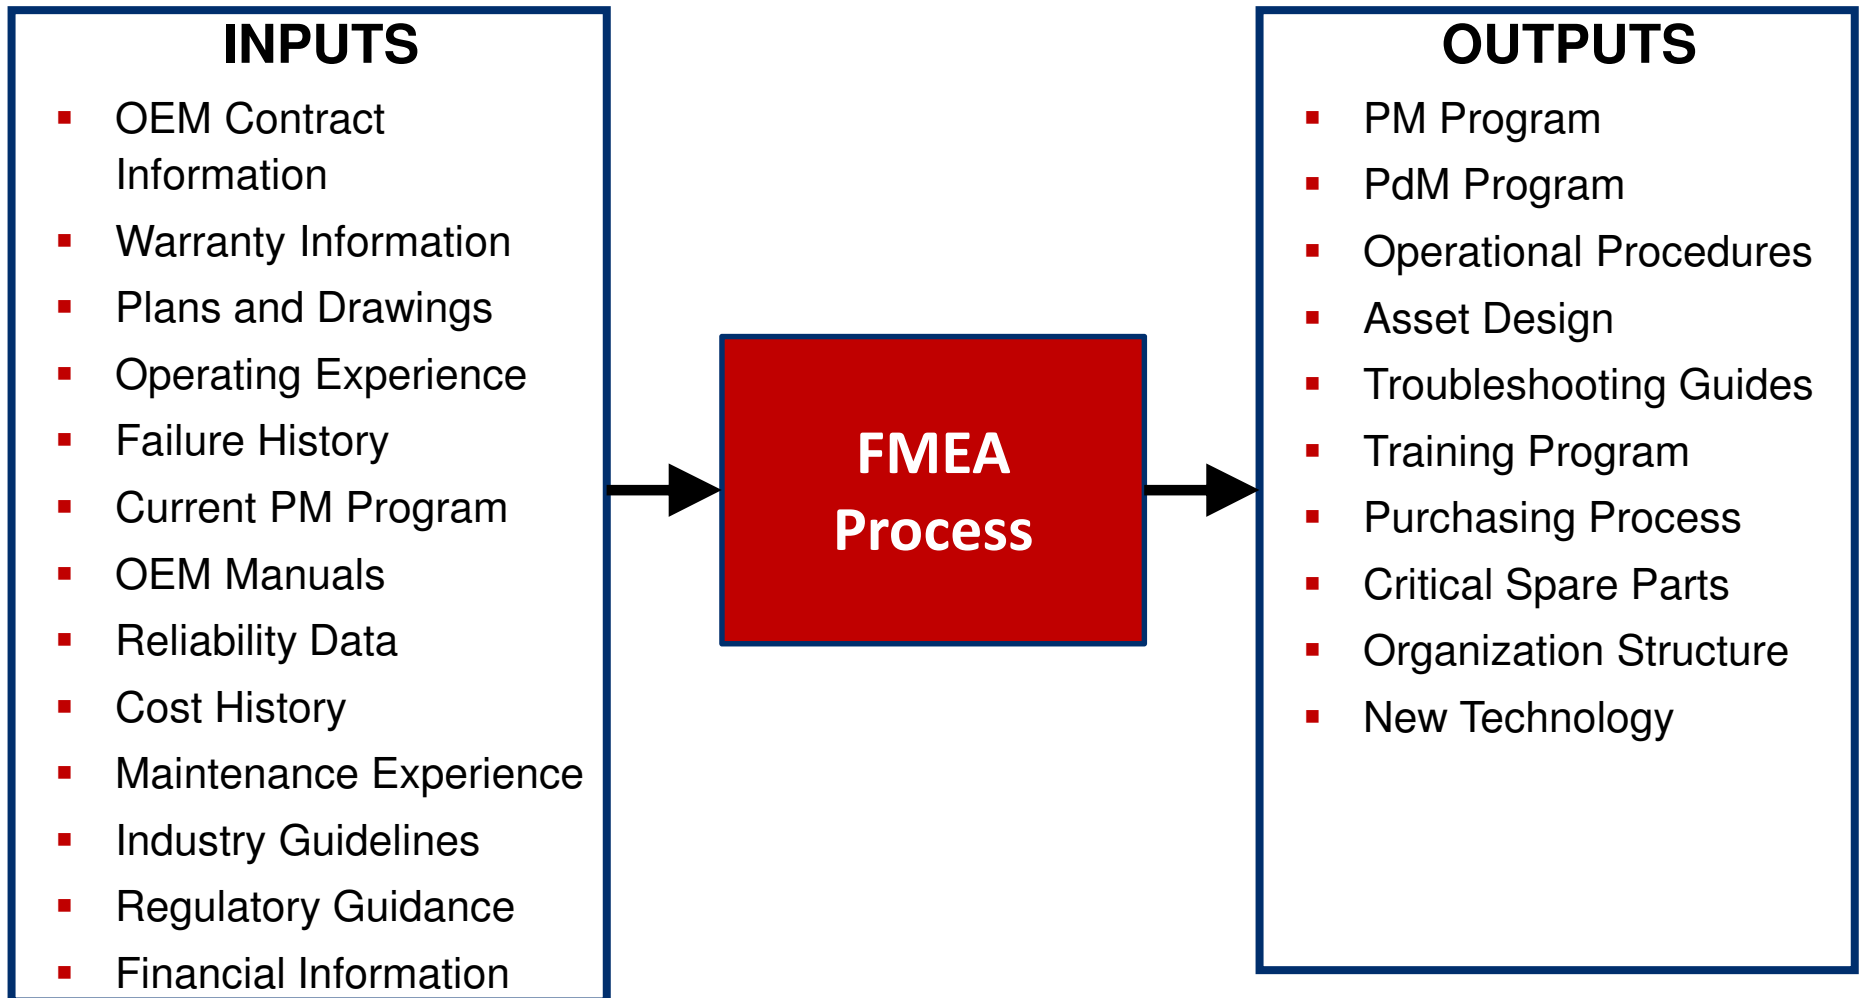 INPUTS
OEM Contract
Information
Warranty Information
Plans and Drawings
Operating Experience
Failure History
Current PM Program
OEM Manuals
Reliability Data
Cost History
Maintenance Experience
Industry Guidelines
Regulatory Guidance
Financial Information
FMEA
Process
OUTPUTS
PM Program
PdM Program
Operational Procedures
Asset Design
Troubleshooting Guides
Training Program
Purchasing Process
Critical Spare Parts
Organization Structure
New Technology